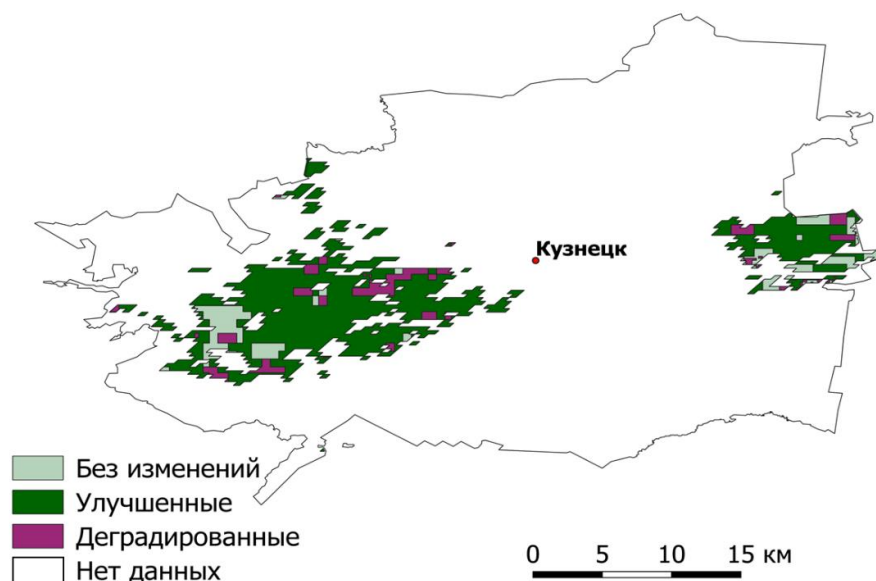 Кузнецк
Без изменений
Улучшенные
Деградированные
Нет данных
0 5 10 15 км